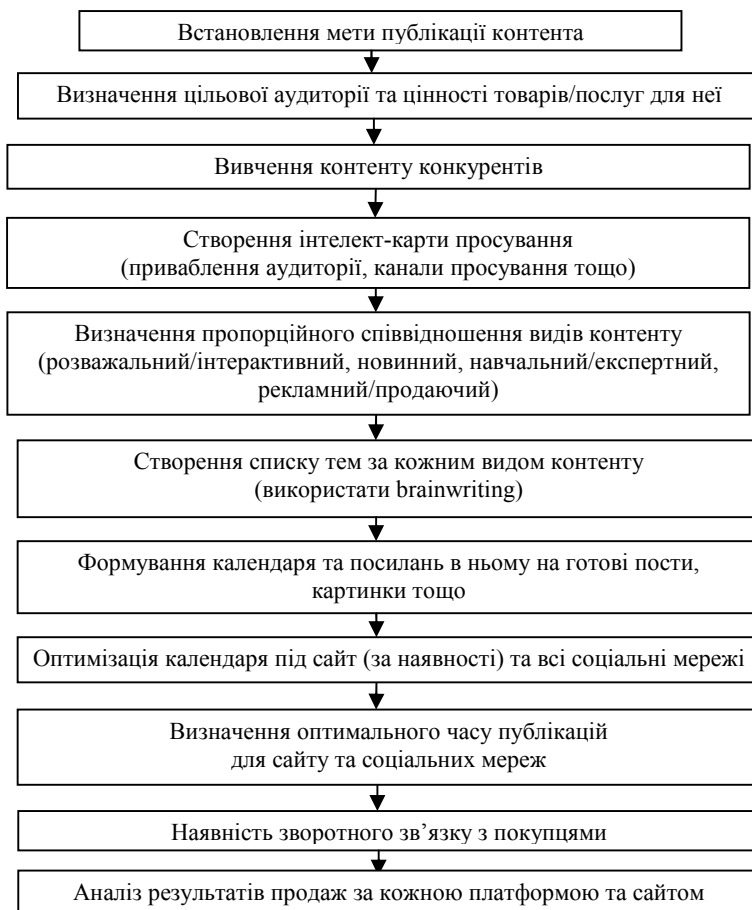 Встановлення мети публікації контента
Визначення цільової аудиторії та цінності товарів/послуг для неї
Вивчення контенту конкурентів
Створення інтелект-карти просування
(приваблення аудиторії, канали просування тощо)
Визначення пропорційного співвідношення видів контенту
(розважальний/інтерактивний, новинний, навчальний/експертний,
рекламний/продаючий)
Створення списку тем за кожним видом контенту
(використати brainwriting)
Формування календаря та посилань в ньому на готові пости,
картинки тощо
Оптимізація календаря під сайт (за наявності) та всі соціальні мережі
Визначення оптимального часу публікацій
для сайту та соціальних мереж
Наявність зворотного зв’язку з покупцями
Аналіз результатів продаж за кожною платформою та сайтом